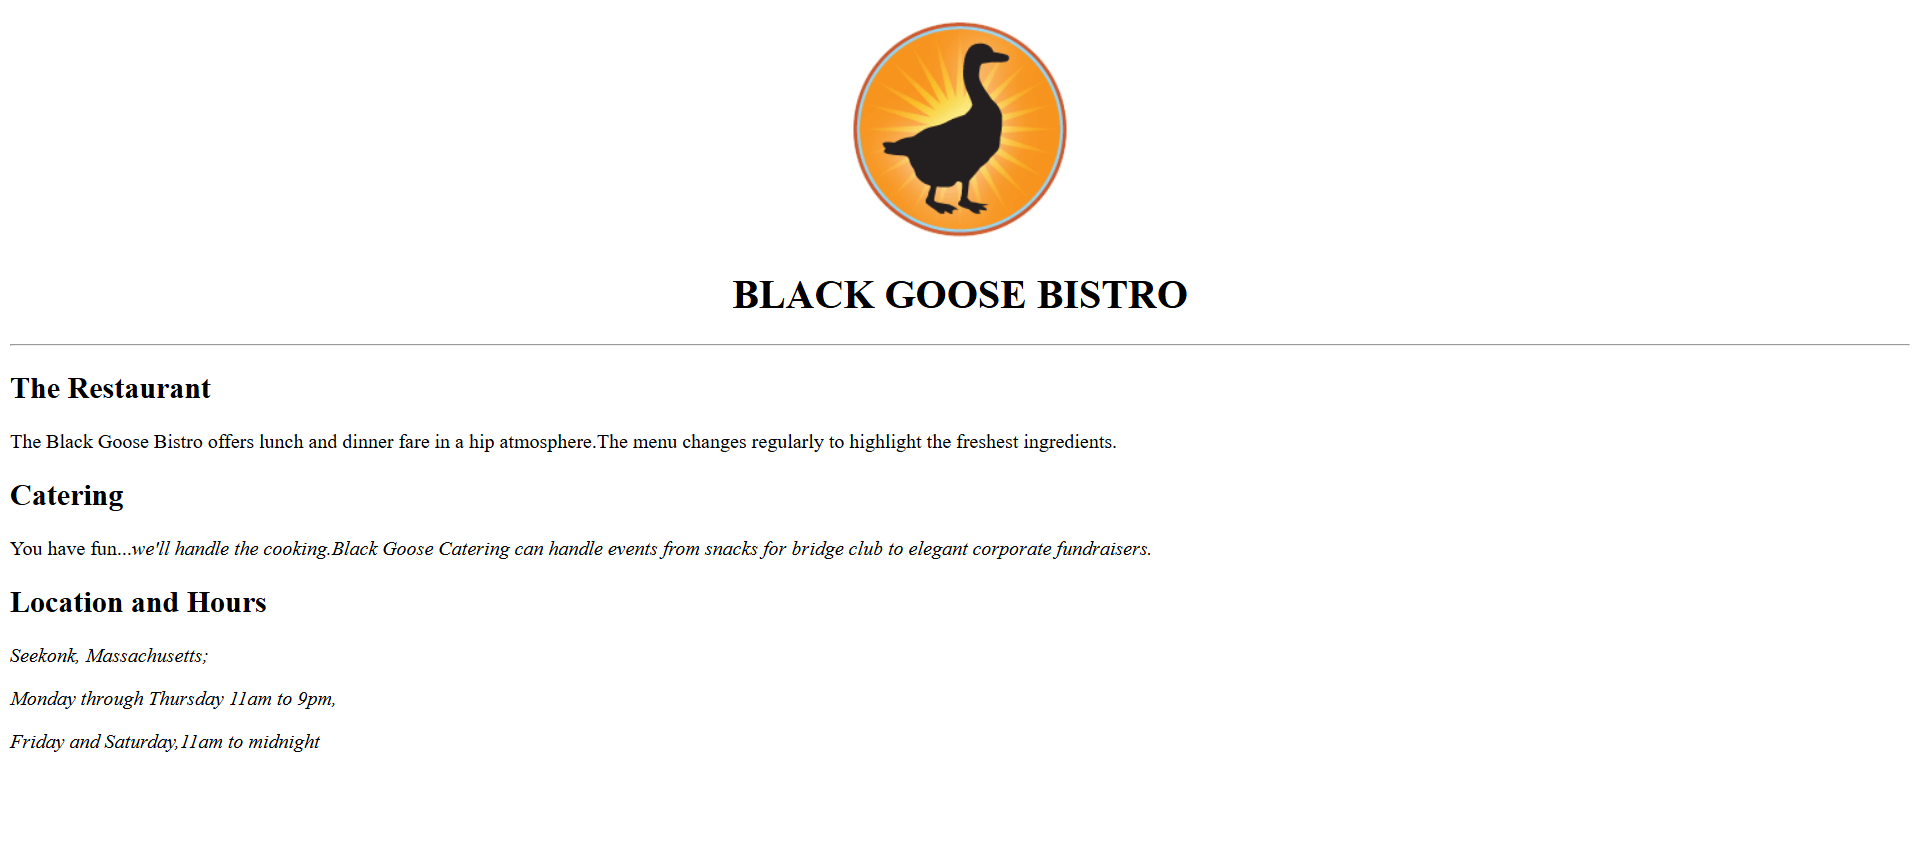 BLACK GOOSE BISTRO
The Restaurant
The Black Goose Bistro offers lunch and dinner fare in a hip atmosphere.The menu changes regularly to highlight the freshest ingredients.
Catering
You have fun...we'll handle the cooking.Black Goose Catering can handle events from snacks for bridge club to elegant corporate fundraisers.
Location and Hours
Seekonk, Massachusetts;
Monday through Thursday 11am to 9pm,
Friday and Saturday,11am to midnight